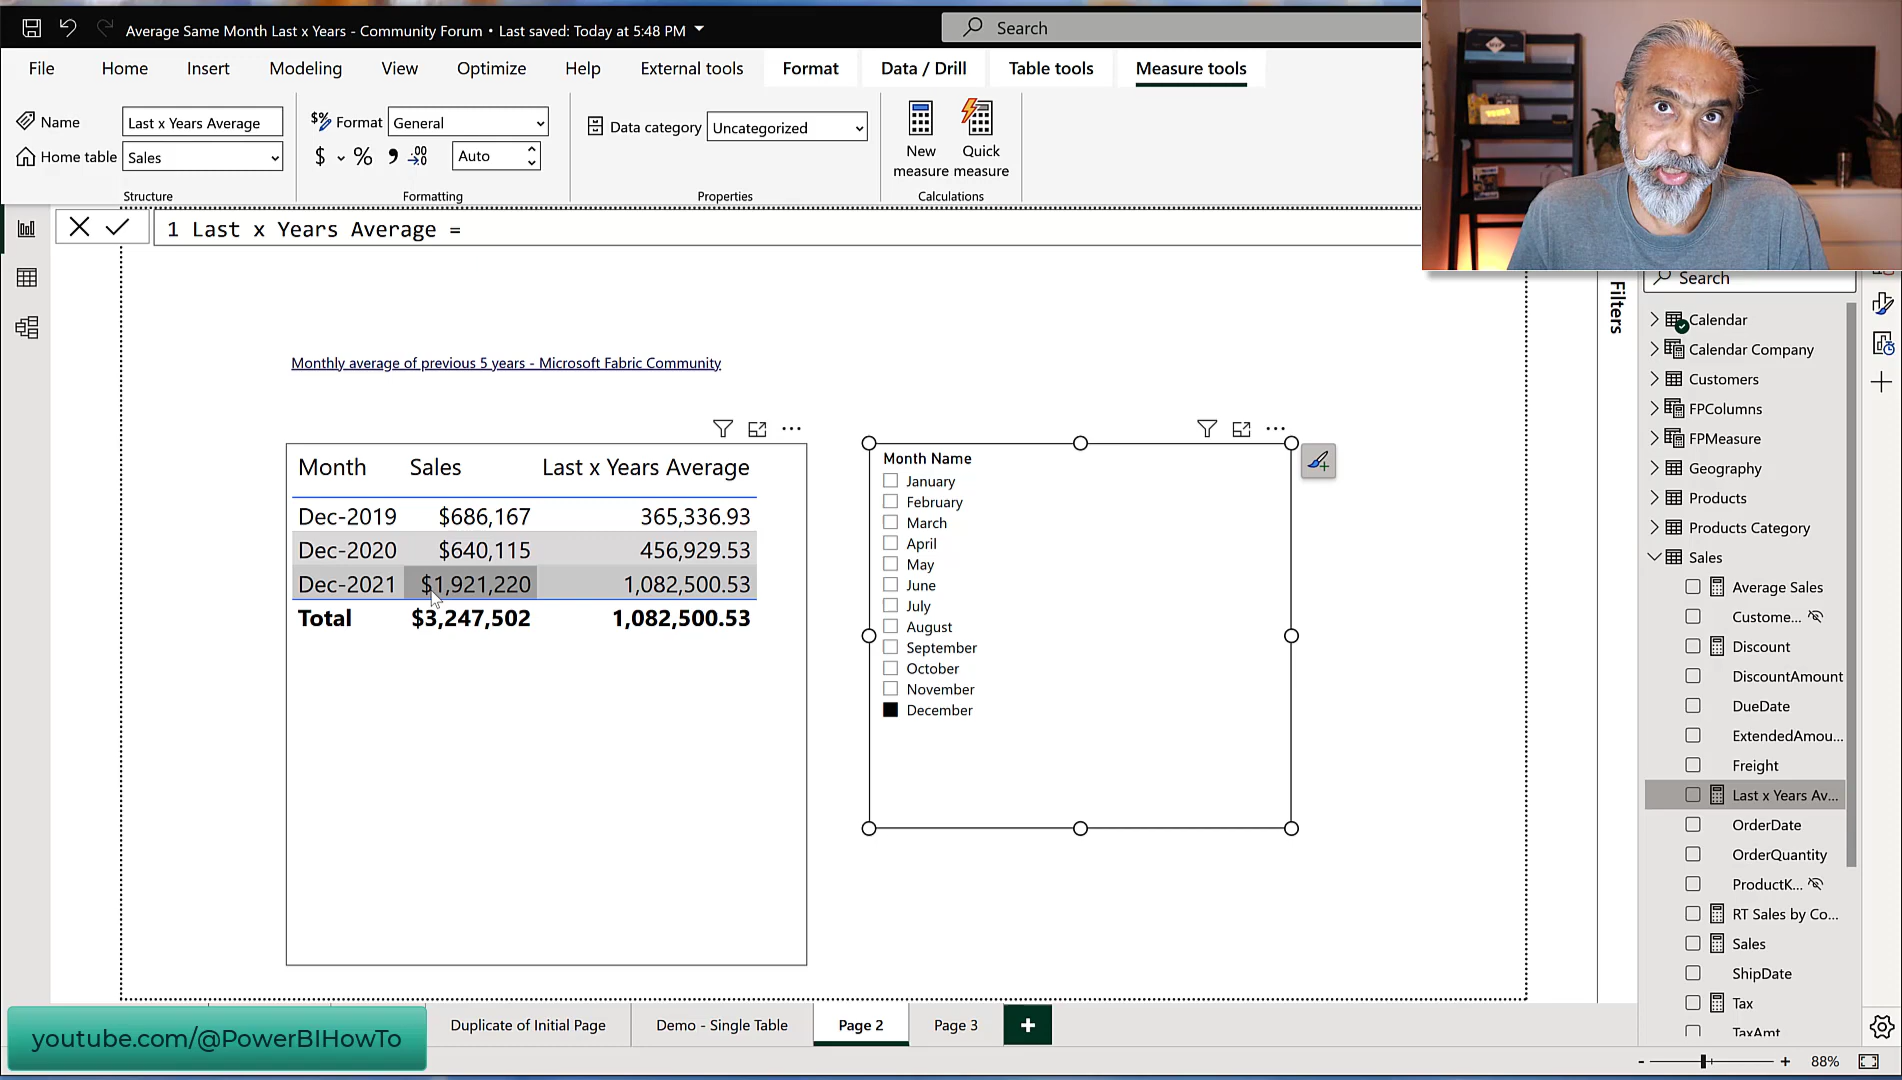 Average Same Month Last x Years - Community Forum • Last saved: Today at 5:48 PM
Search
File Home Insert Modeling View Optimize Help External tools Format Data / Drill Table tools Measure tools
Name Last x Years Average
Home table Sales
Structure
Format General
$ % , .00 Auto
Formatting
Data category Uncategorized
Properties
New measure
Quick measure
Calculations
1 Last x Years Average =
Monthly average of previous 5 years - Microsoft Fabric Community
Month Sales Last x Years Average
Dec-2019 $686,167 365,336.93
Dec-2020 $640,115 456,929.53
Dec-2021 $1,921,220 1,082,500.53
Total $3,247,502 1,082,500.53
Month Name
January
February
March
April
May
June
July
August
September
October
November
December
Filters
Search
Calendar
Calendar Company
Customers
FPColumns
FPMeasure
Geography
Products
Products Category
Sales
Average Sales
Custome...
Discount
DiscountAmount
DueDate
ExtendedAmou...
Freight
Last x Years Av...
OrderDate
OrderQuantity
ProductK...
RT Sales by Co...
Sales
ShipDate
Tax
TaxAmt
youtube.com/@PowerBIHowTo
Duplicate of Initial Page Demo - Single Table Page 2 Page 3 +
- + 88%